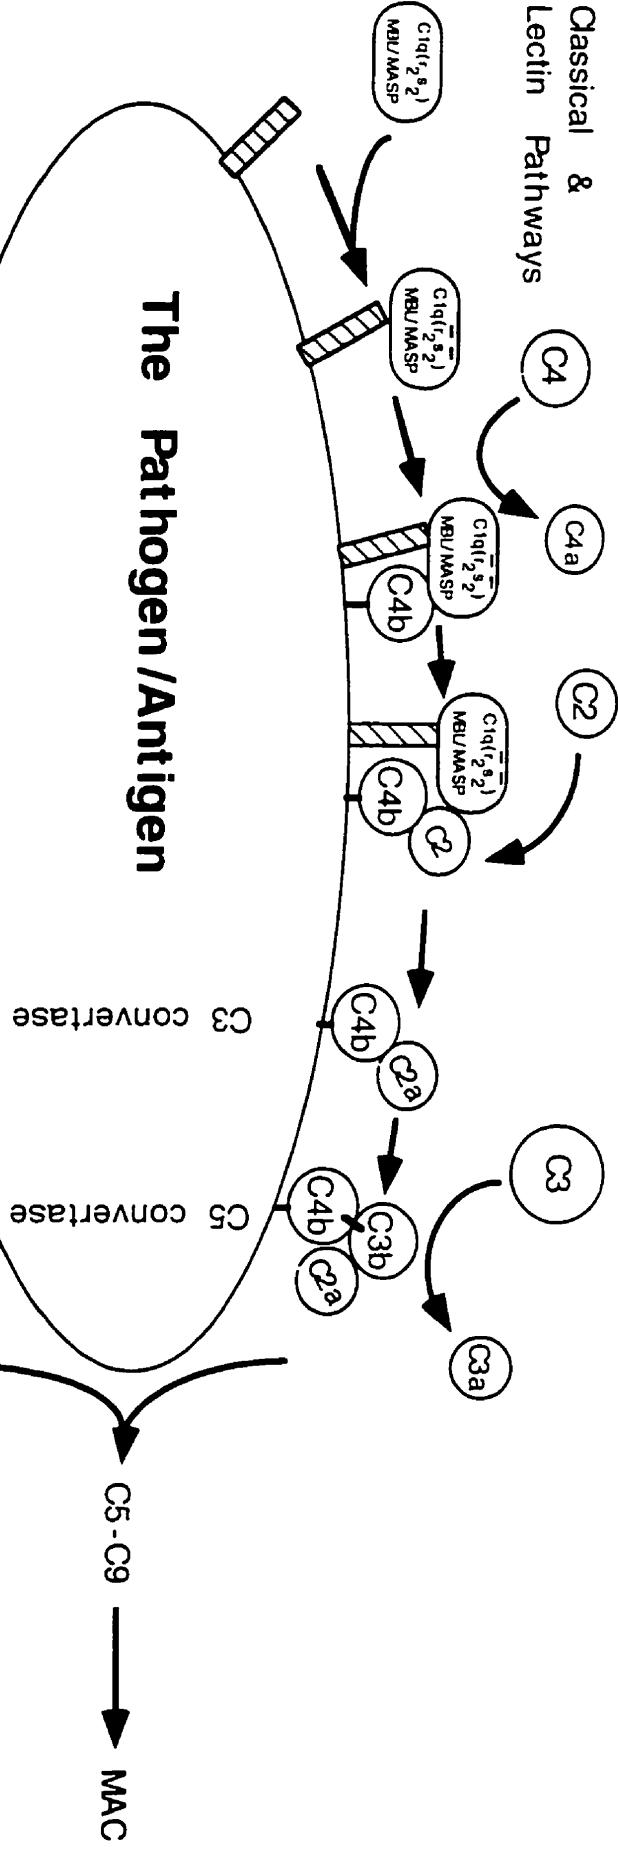 Classical &
Lectin Pathways
C1q(r2s2)
MBL/MASP
C1q(r2s2)
MBL/MASP
C4
C4a
C1q(r2s2)
MBL/MASP
C4b
C2
C1q(r2s2)
MBL/MASP
C4b
C2
C4b
C2a
C3
C3a
C4b
C3b
C2a
The Pathogen/Antigen
C3 convertase
C5 convertase
C5-C9
MAC